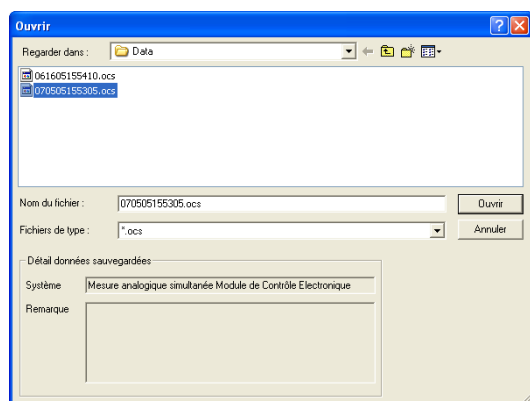 Ouvrir
Regarder dans : Data
061605155410.ocs
070505155305.ocs
Nom du fichier : 070505155305.ocs Ouvrir
Fichiers de type : *.ocs Annuler
Détail données sauvegardées
Système Mesure analogique simultanée Module de Contrôle Electronique
Remarque